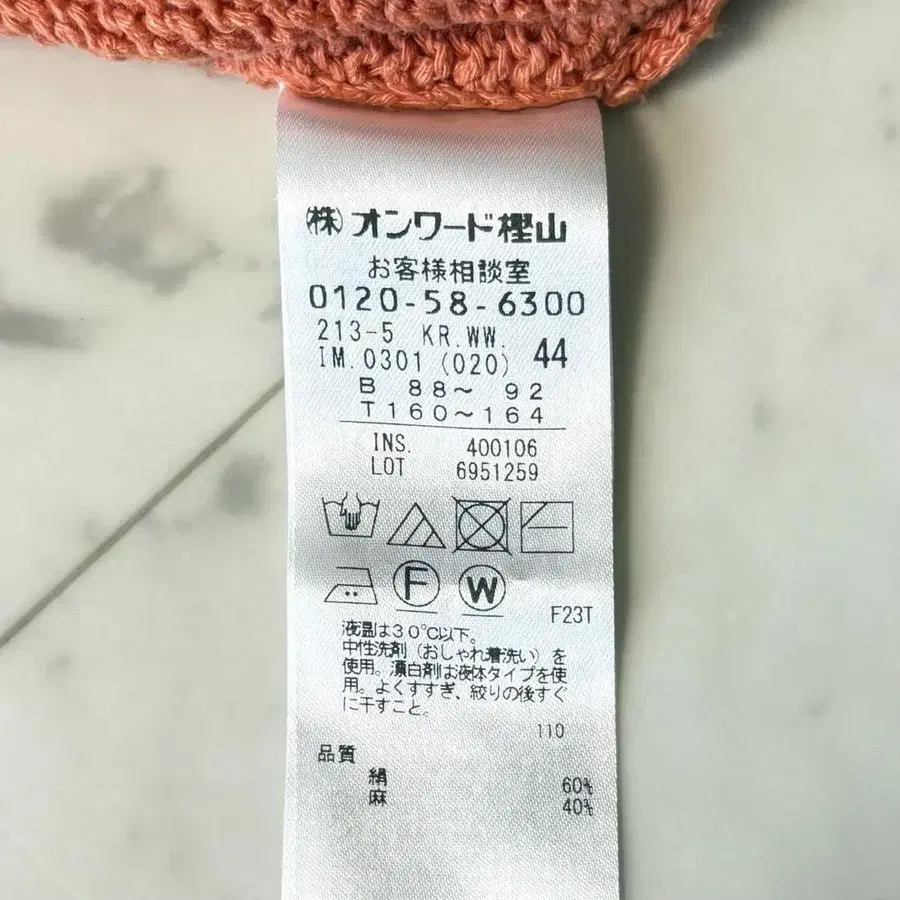 ㈱オンワード樫山
お客様相談室
0120-58-6300
213-5 KR.WW.
IM.0301 (020) 44
B 88～ 92
T160～164
INS. 400106
LOT 6951259
F
W
F23T
液温は30℃以下。
中性洗剤（おしゃれ着洗い）を
使用。漂白剤は液体タイプを使
用。よくすすぎ、絞りの後すぐ
に干すこと。
110
品質
絹 60%
麻 40%